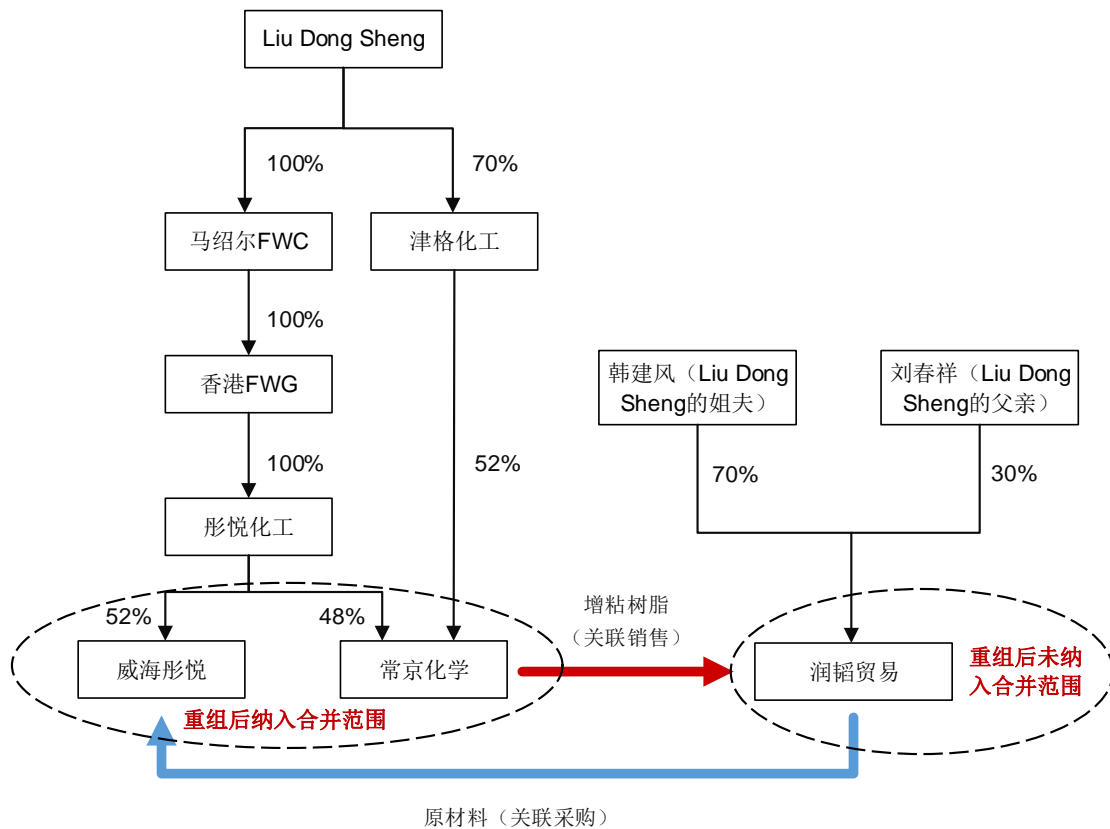 Liu Dong Sheng
100%
70%
马绍尔FWC
津格化工
100%
香港FWG
韩建风（Liu Dong
Sheng的姐夫）
刘春祥（Liu Dong
Sheng的父亲）
100%
52%
70%
30%
彤悦化工
52%
48%
增粘树脂
（关联销售）
威海彤悦
常京化学
润韬贸易
重组后未纳
入合并范围
重组后纳入合并范围
原材料（关联采购）